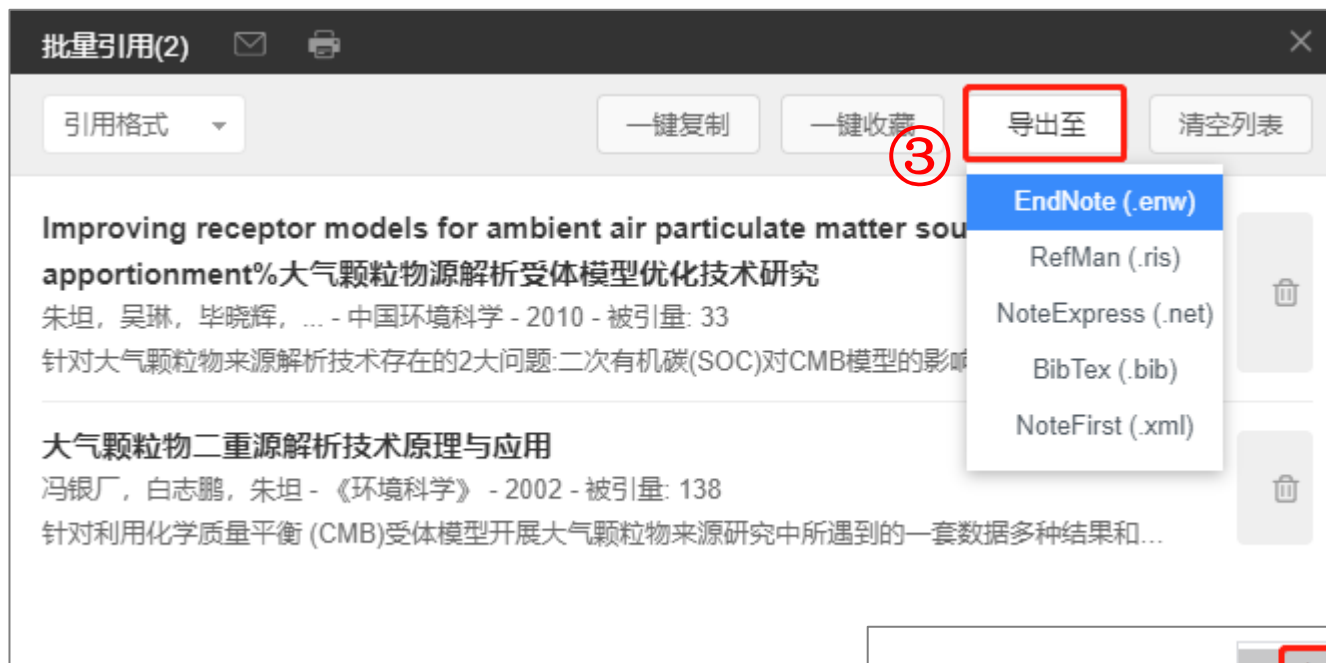 批量引用(2)
引用格式 一键复制 一键收藏 导出至 清空列表
③
EndNote (.enw)
RefMan (.ris)
NoteExpress (.net)
BibTex (.bib)
NoteFirst (.xml)
Improving receptor models for ambient air particulate matter sou
apportionment%大气颗粒物源解析受体模型优化技术研究
朱坦, 吴琳, 毕晓辉, ... - 中国环境科学 - 2010 - 被引量: 33
针对大气颗粒物来源解析技术存在的2大问题:二次有机碳(SOC)对CMB模型的影响
大气颗粒物二重源解析技术原理与应用
冯银厂, 白志鹏, 朱坦 - 《环境科学》 - 2002 - 被引量: 138
针对利用化学质量平衡 (CMB)受体模型开展大气颗粒物来源研究中所遇到的一套数据多种结果和...